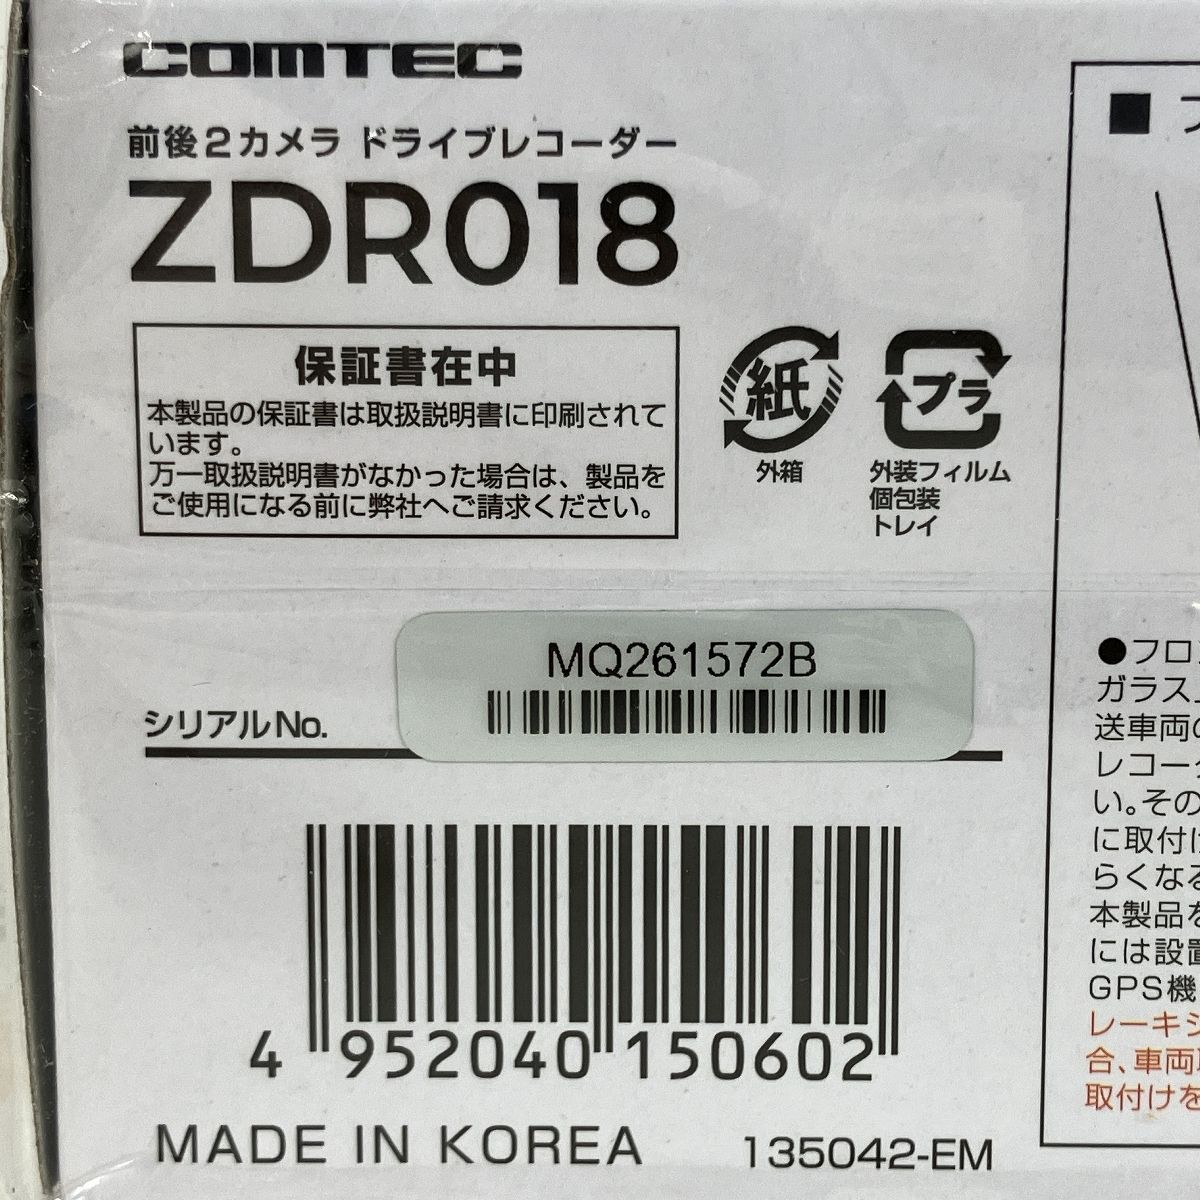 COMTEC
前後2カメラ ドライブレコーダー
ZDR018
保証書在中
本製品の保証書は取扱説明書に印刷されて
います。
万一取扱説明書がなかった場合は、製品を
ご使用になる前に弊社へご請求ください。
紙
外箱
プラ
外装フィルム
個包装
トレイ
シリアルNo.
MQ261572B
4 952040 150602
MADE IN KOREA
135042-EM
■
●フロン
ガラス
送車両の
レコーダ
い。その
に取付け
らくなる
本製品を
には設置
GPS機
レーキシ
合、車両
取付けを